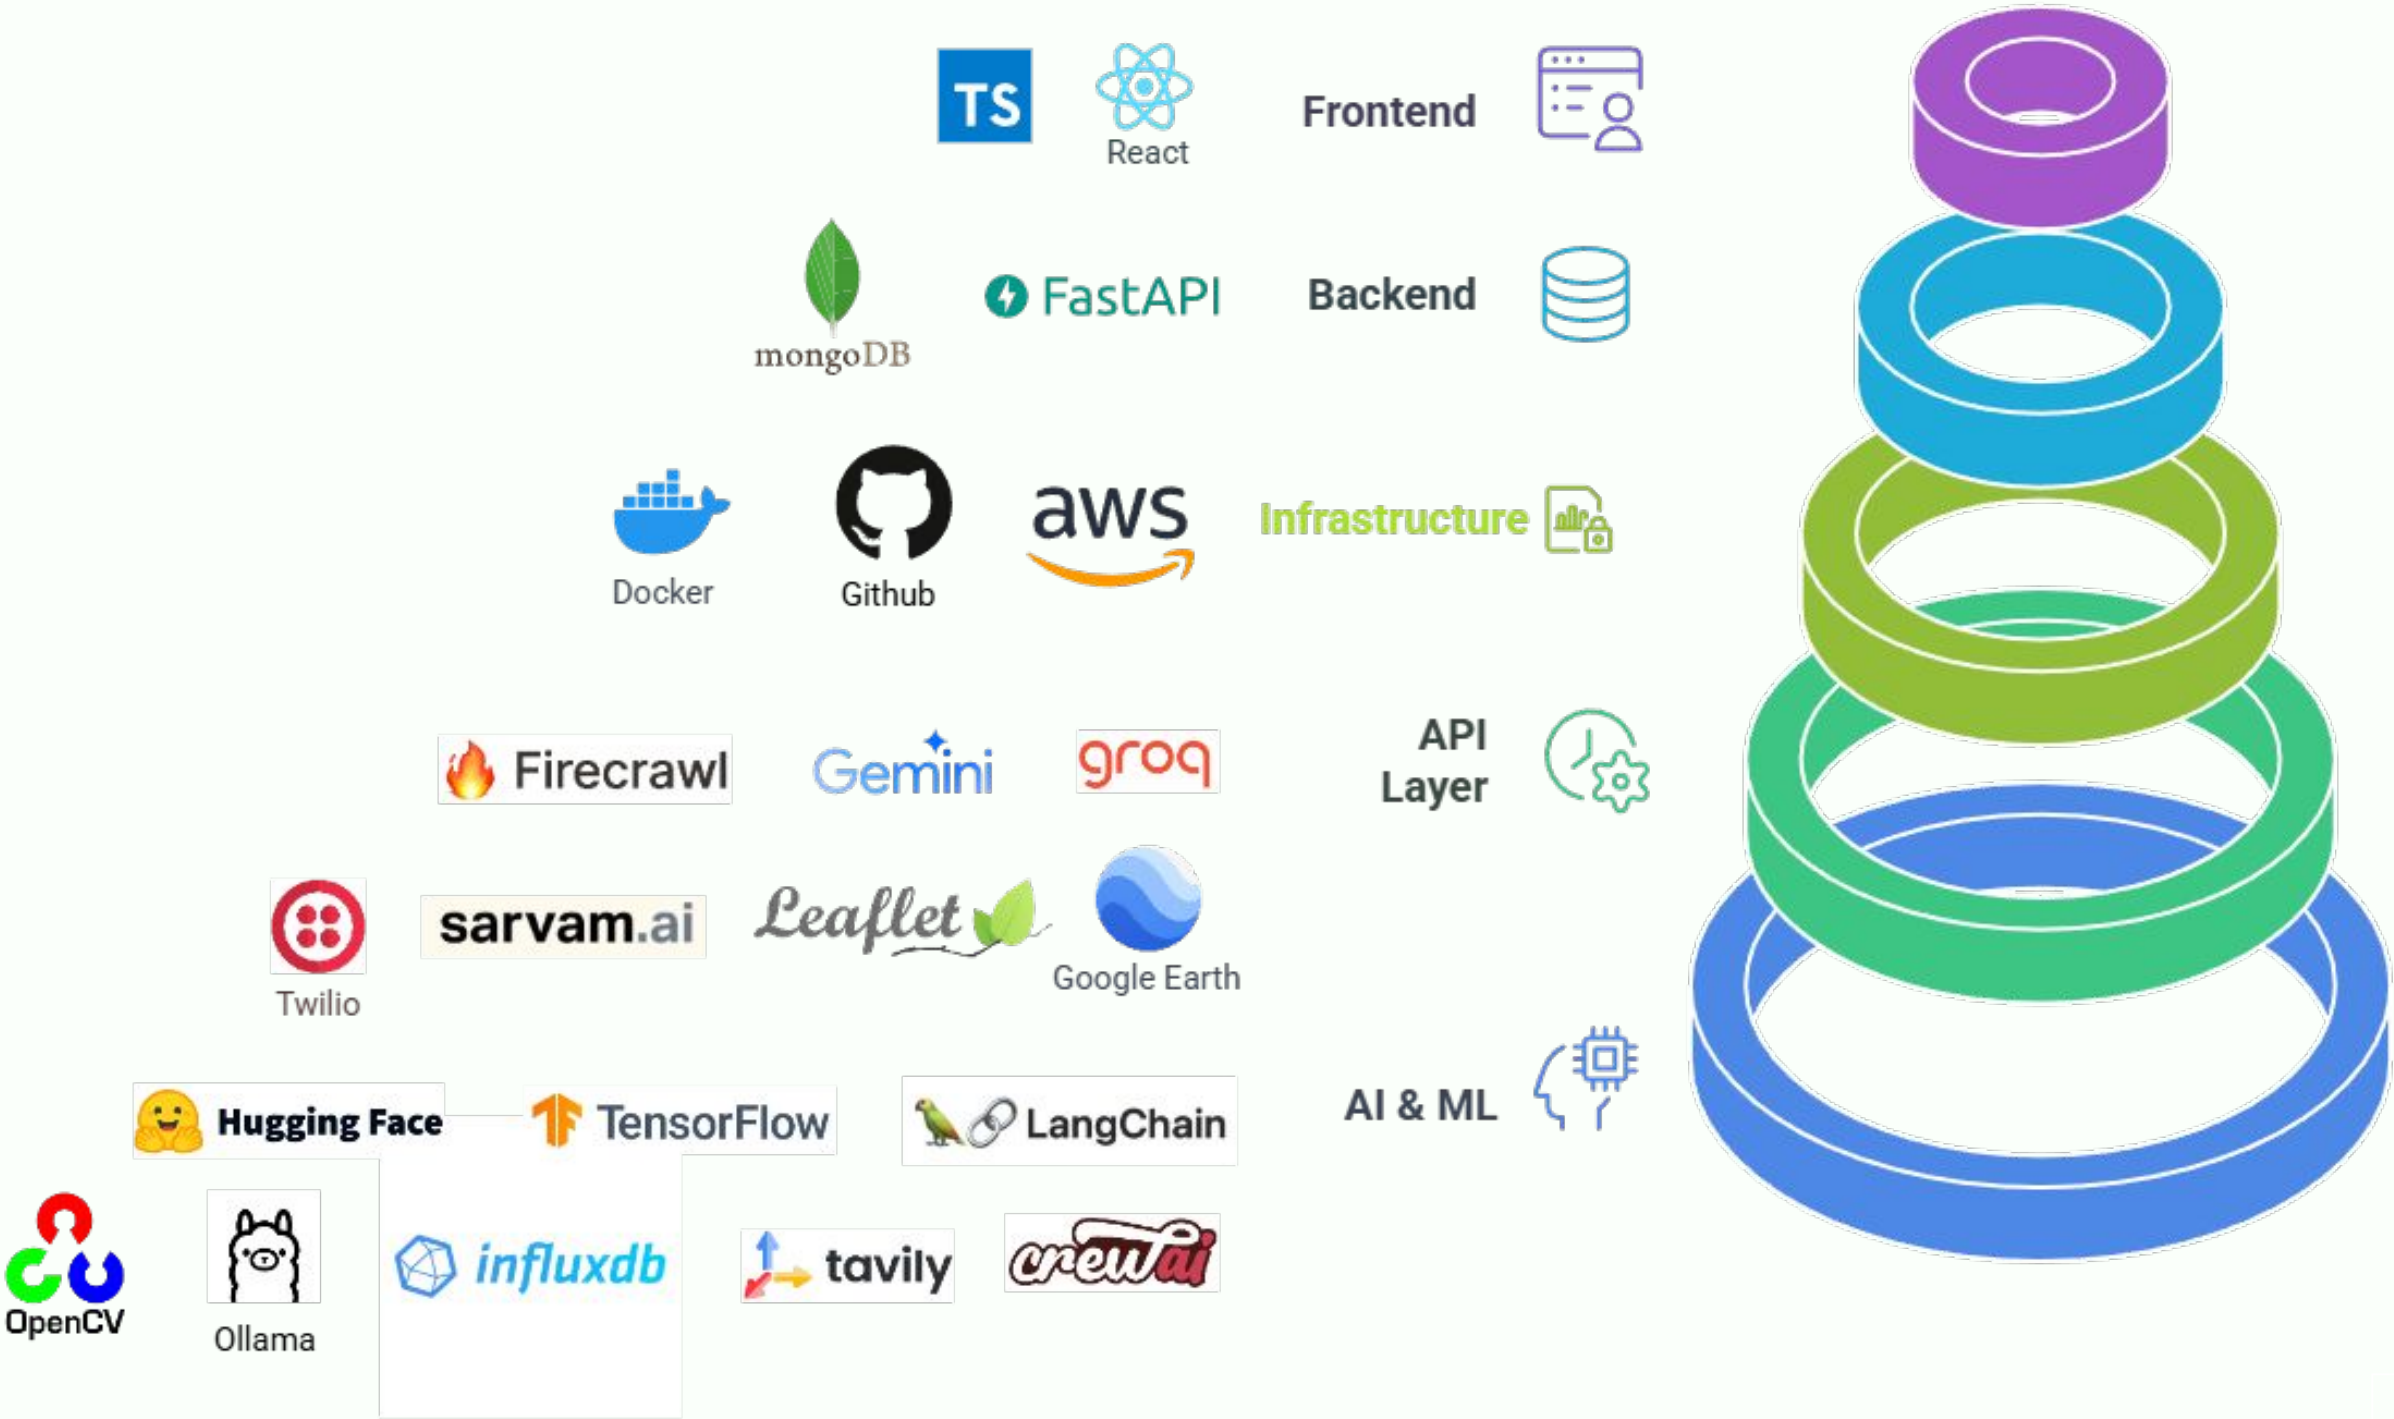 TS
React
Frontend
mongoDB
FastAPI
Backend
Docker
Github
aws
Infrastructure
Firecrawl
Gemini
groq
API
Layer
Twilio
sarvam.ai
Leaflet
Google Earth
Hugging Face
TensorFlow
LangChain
AI & ML
OpenCV
Ollama
influxdb
tavily
crewai